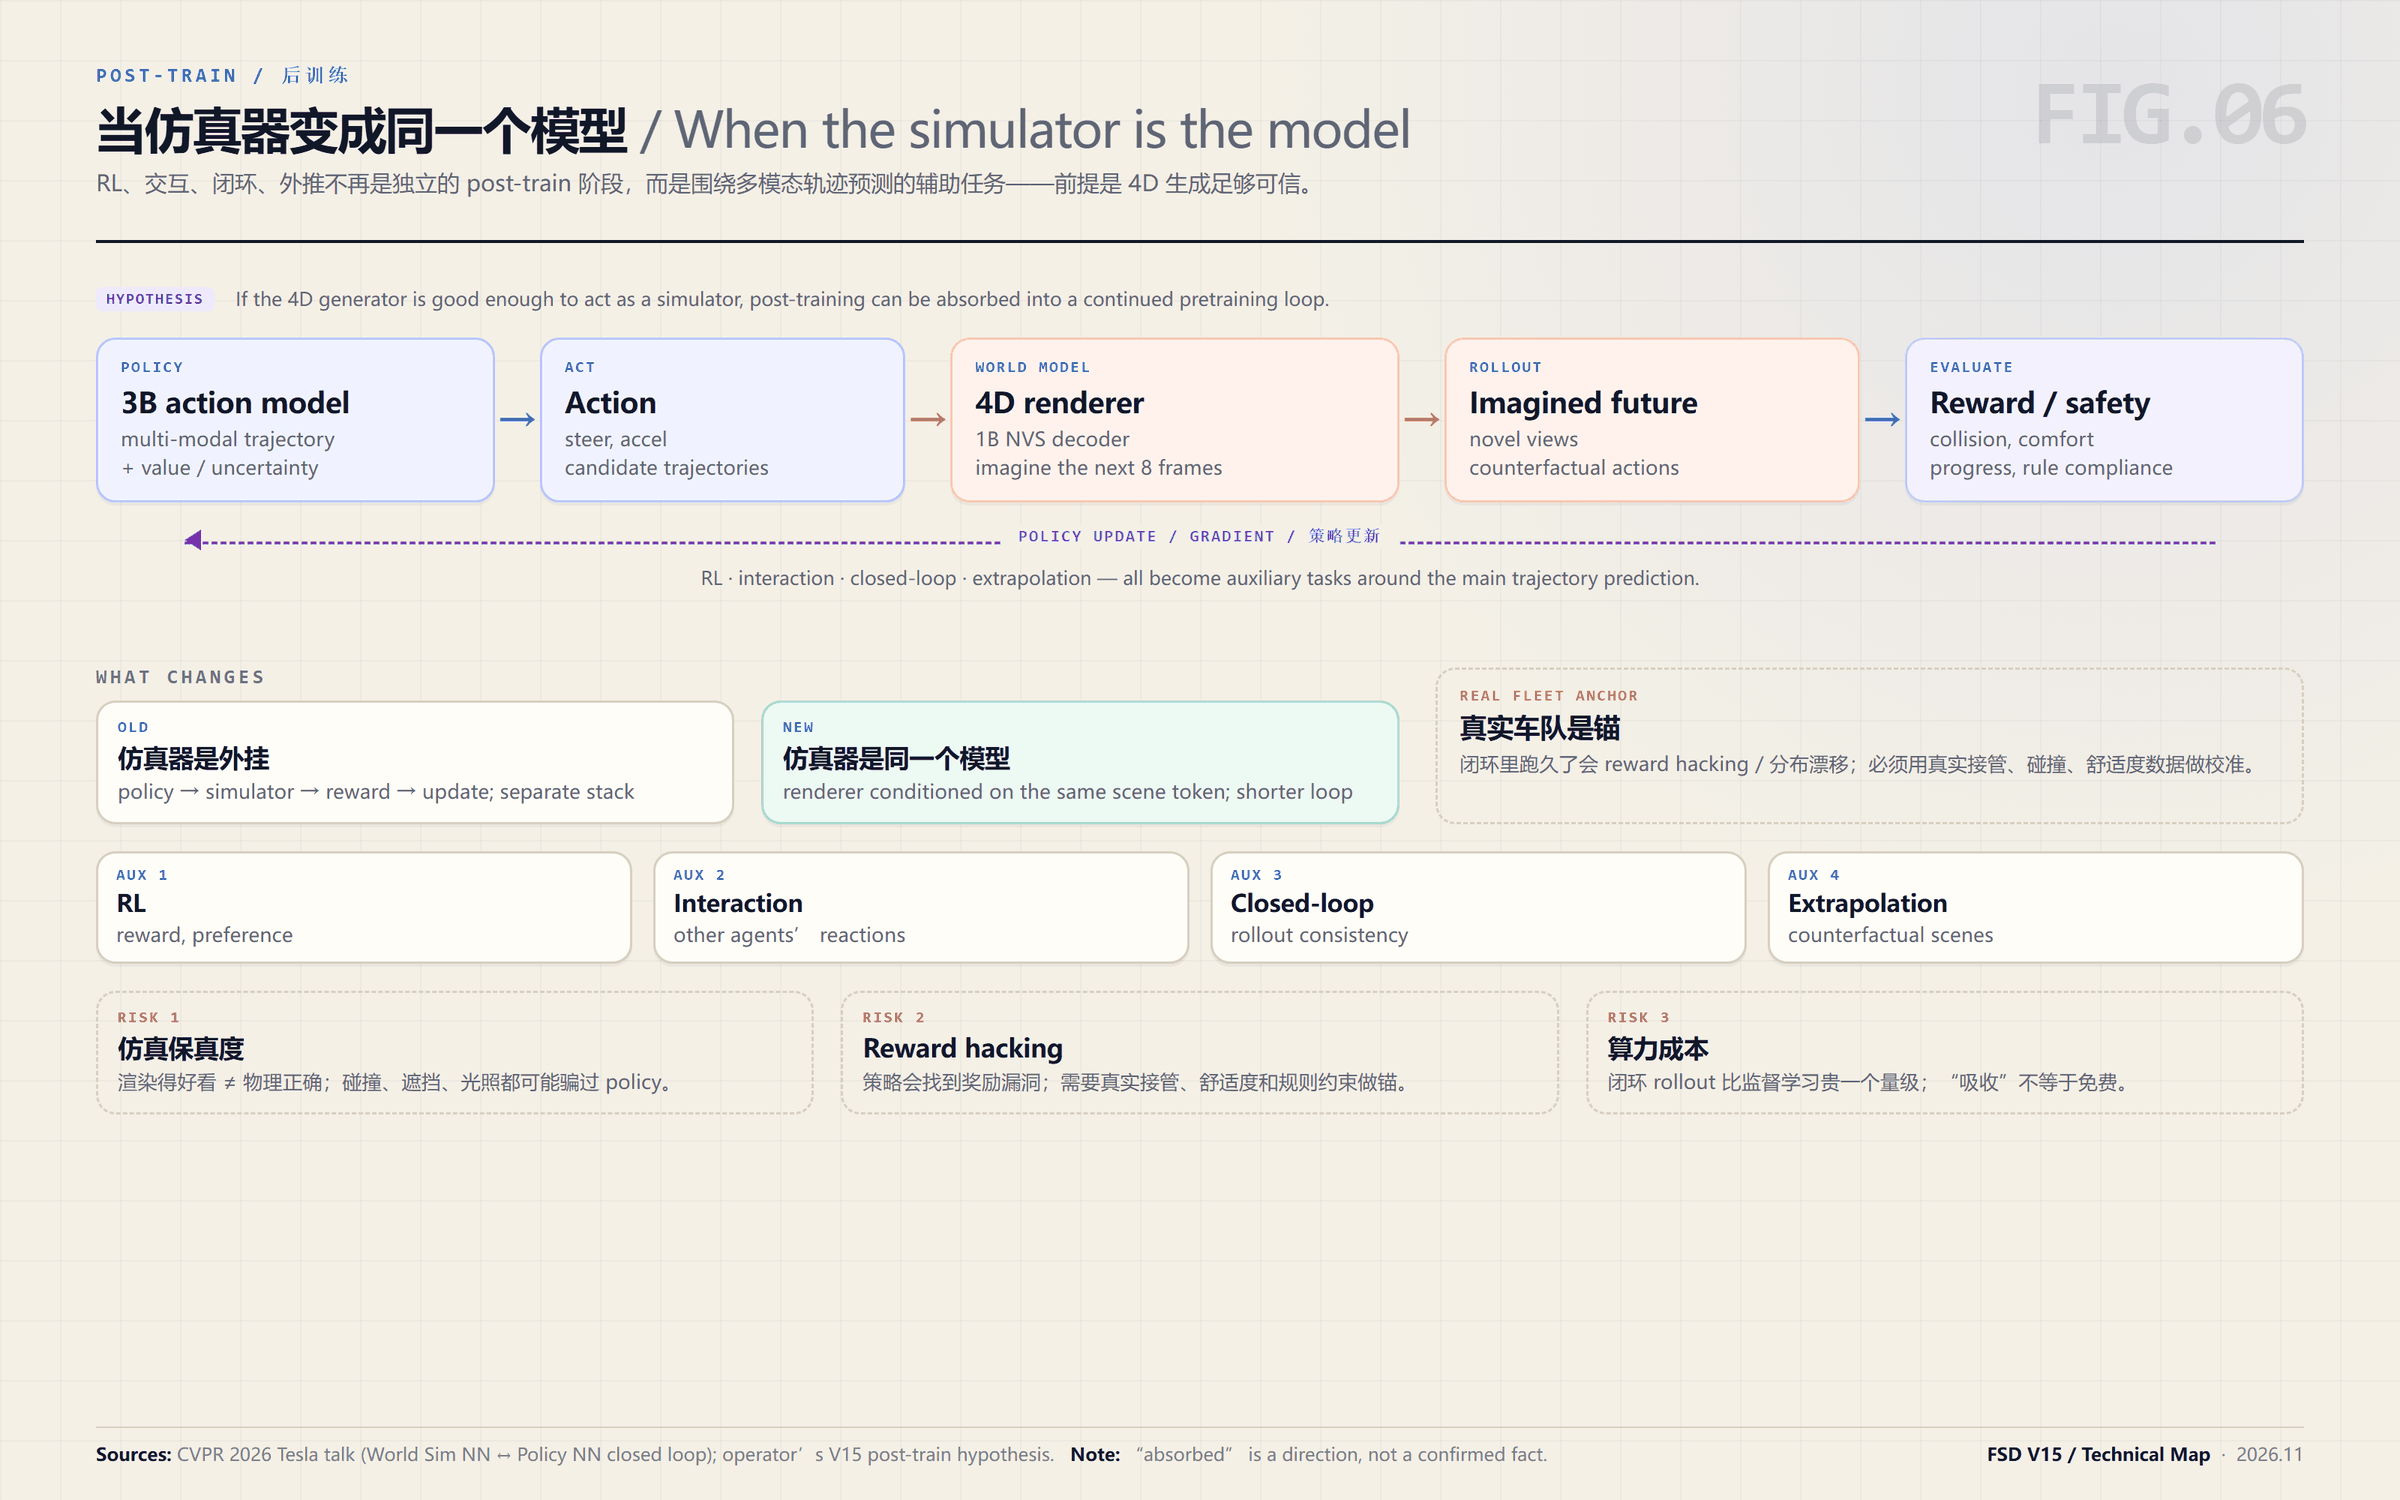 POST-TRAIN / 后训练
FIG.06
当仿真器变成同一个模型 / When the simulator is the model
RL、交互、闭环、外推不再是独立的 post-train 阶段，而是围绕多模态轨迹预测的辅助任务——前提是 4D 生成足够可信。
HYPOTHESIS If the 4D generator is good enough to act as a simulator, post-training can be absorbed into a continued pretraining loop.
POLICY
3B action model
multi-modal trajectory
+ value / uncertainty
→
ACT
Action
steer, accel
candidate trajectories
→
WORLD MODEL
4D renderer
1B NVS decoder
imagine the next 8 frames
→
ROLLOUT
Imagined future
novel views
counterfactual actions
→
EVALUATE
Reward / safety
collision, comfort
progress, rule compliance
POLICY UPDATE / GRADIENT / 策略更新
RL · interaction · closed-loop · extrapolation — all become auxiliary tasks around the main trajectory prediction.
WHAT CHANGES
OLD
仿真器是外挂
policy → simulator → reward → update; separate stack
NEW
仿真器是同一个模型
renderer conditioned on the same scene token; shorter loop
REAL FLEET ANCHOR
真实车队是锚
闭环里跑久了会 reward hacking / 分布漂移；必须用真实接管、碰撞、舒适度数据做校准。
AUX 1
RL
reward, preference
AUX 2
Interaction
other agents’ reactions
AUX 3
Closed-loop
rollout consistency
AUX 4
Extrapolation
counterfactual scenes
RISK 1
仿真保真度
渲染得好看 ≠ 物理正确；碰撞、遮挡、光照都可能骗过 policy。
RISK 2
Reward hacking
策略会找到奖励漏洞；需要真实接管、舒适度和规则约束做锚。
RISK 3
算力成本
闭环 rollout 比监督学习贵一个量级；“吸收”不等于免费。
Sources: CVPR 2026 Tesla talk (World Sim NN ↔ Policy NN closed loop); operator’s V15 post-train hypothesis. Note: “absorbed” is a direction, not a confirmed fact.
FSD V15 / Technical Map · 2026.11